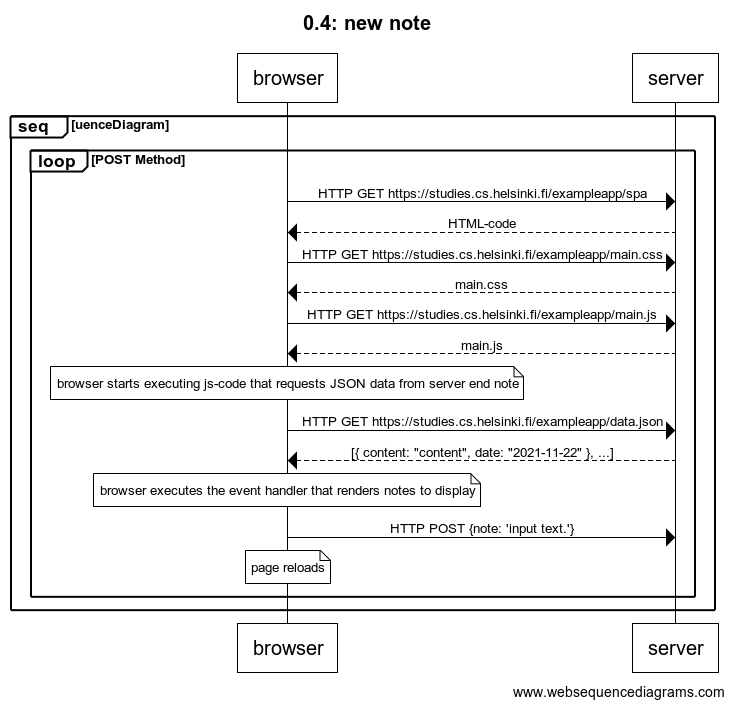 0.4: new note
browser server
seq [uenceDiagram]
loop [POST Method]
HTTP GET https://studies.cs.helsinki.fi/exampleapp/spa
HTML-code
HTTP GET https://studies.cs.helsinki.fi/exampleapp/main.css
main.css
HTTP GET https://studies.cs.helsinki.fi/exampleapp/main.js
main.js
browser starts executing js-code that requests JSON data from server end note
HTTP GET https://studies.cs.helsinki.fi/exampleapp/data.json
[{ content: "content", date: "2021-11-22" }, ...]
browser executes the event handler that renders notes to display
HTTP POST {note: 'input text.'}
page reloads
browser server
www.websequencediagrams.com